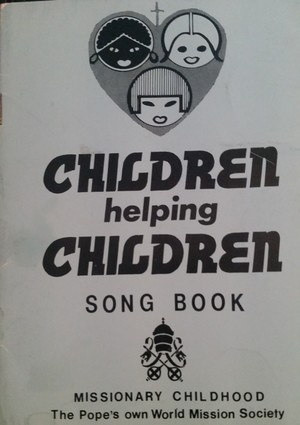 CHILDREN
helping
CHILDREN
SONG BOOK
MISSIONARY CHILDHOOD
The Pope's own World Mission Society